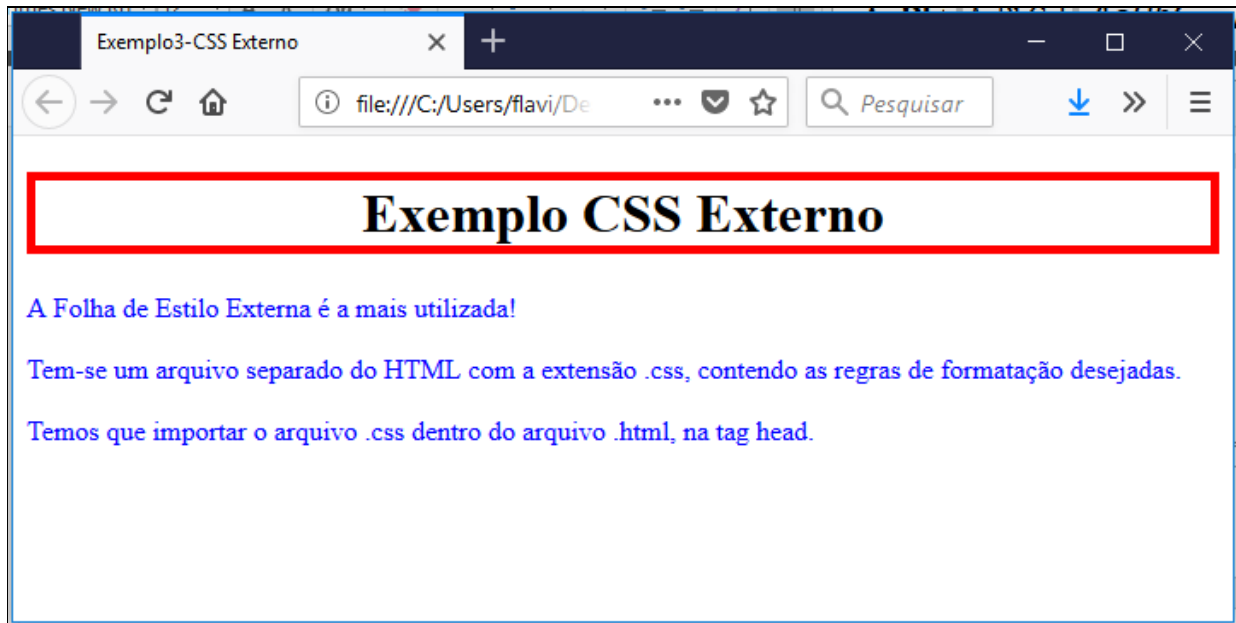 Exemplo3-CSS Externo
file:///C:/Users/flavi/De
Pesquisar
Exemplo CSS Externo
A Folha de Estilo Externa é a mais utilizada!
Tem-se um arquivo separado do HTML com a extensão .css, contendo as regras de formatação desejadas.
Temos que importar o arquivo .css dentro do arquivo .html, na tag head.